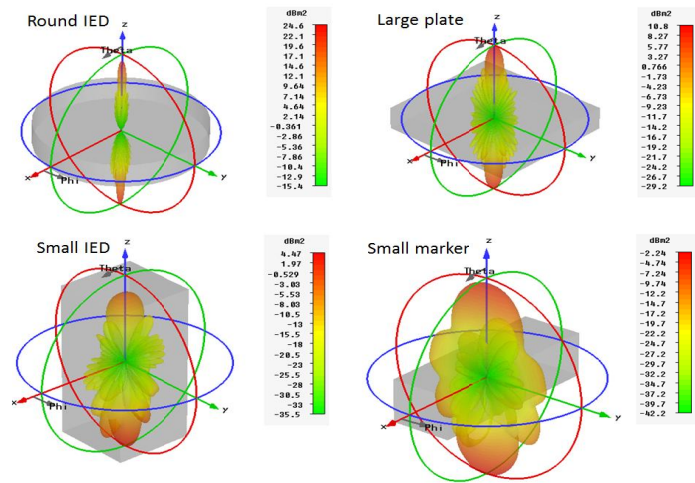 Round IED
dBm2
24.6
22.1
19.6
17.1
14.6
12.1
9.64
7.14
4.64
2.14
-0.361
-2.86
-5.36
-7.86
-10.4
-12.9
-15.4
z
Theta
x
Phi
y
Large plate
dBm2
10.8
8.27
5.77
3.27
0.766
-1.73
-4.23
-6.73
-9.23
-11.7
-14.2
-16.7
-19.2
-21.7
-24.2
-26.7
-29.2
z
Theta
x
Phi
y
Small IED
dBm2
4.47
1.97
-0.529
-3.03
-5.53
-8.03
-10.5
-13
-15.5
-18
-20.5
-23
-25.5
-28
-30.5
-33
-35.5
z
Theta
x
Phi
y
Small marker
dBm2
-2.24
-4.74
-7.24
-9.74
-12.2
-14.7
-17.2
-19.7
-22.2
-24.7
-27.2
-29.7
-32.2
-34.7
-37.2
-39.7
-42.2
z
Theta
x
Phi
y